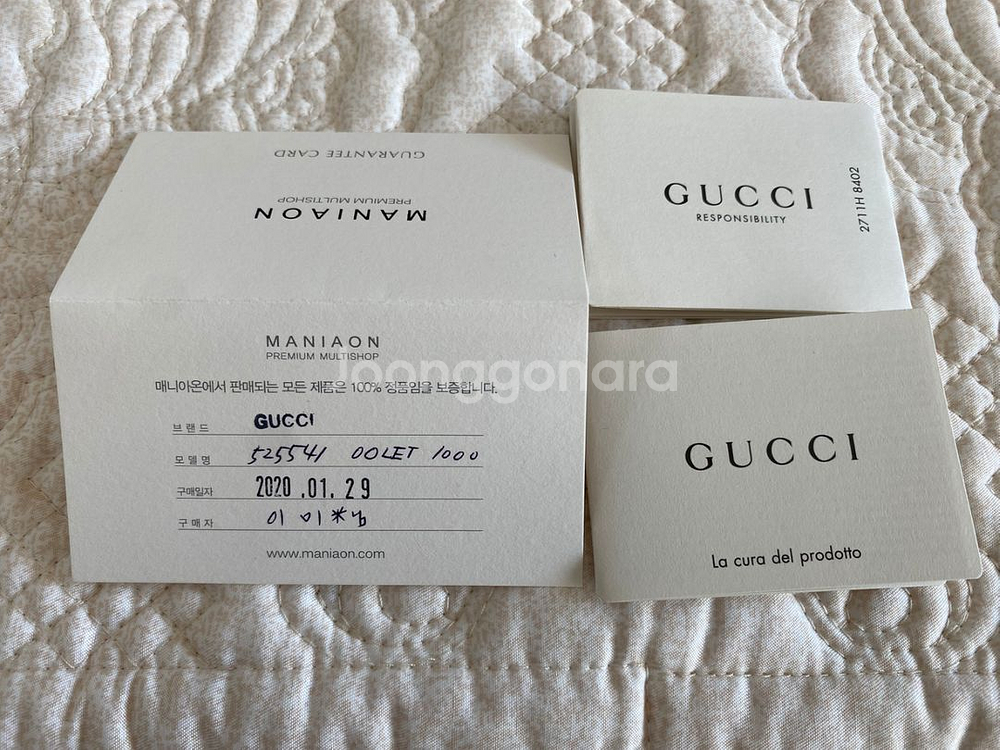 GUARANTEE CARD
PREMIUM MULTISHOP
MANIAON
MANIAON
PREMIUM MULTISHOP
매니아온에서 판매되는 모든 제품은 100% 정품임을 보증합니다.
브랜드 GUCCI
모델명 525541 OOLET 1000
구매일자 2020.01.29
구매자 이미*님
www.maniaon.com
GUCCI
RESPONSIBILITY
2711H 8402
GUCCI
La cura del prodotto
Joonggonara